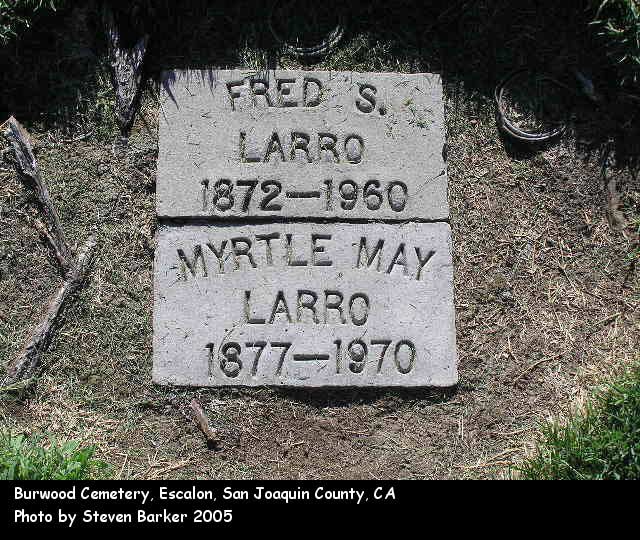 FRED S.
LARRO
1872—1960
MYRTLE MAY
LARRO
1877—1970
Burwood Cemetery, Escalon, San Joaquin County, CA
Photo by Steven Barker 2005